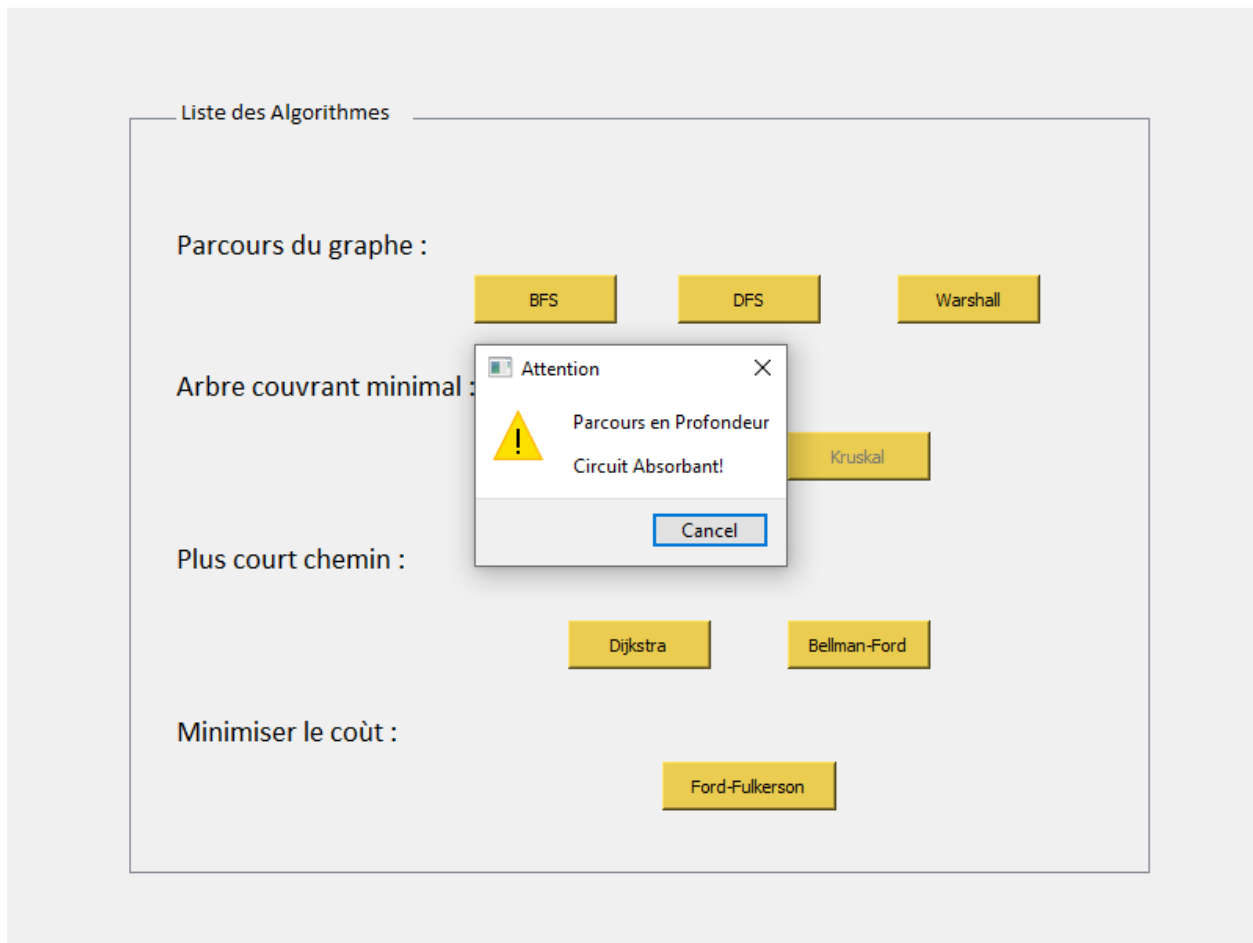 Liste des Algorithmes
Parcours du graphe :
BFS
DFS
Warshall
Attention
Arbre couvrant minimal :
Parcours en Profondeur
Circuit Absorbant!
Kruskal
Cancel
Plus court chemin :
Dijkstra
Bellman-Ford
Minimiser le coùt :
Ford-Fulkerson